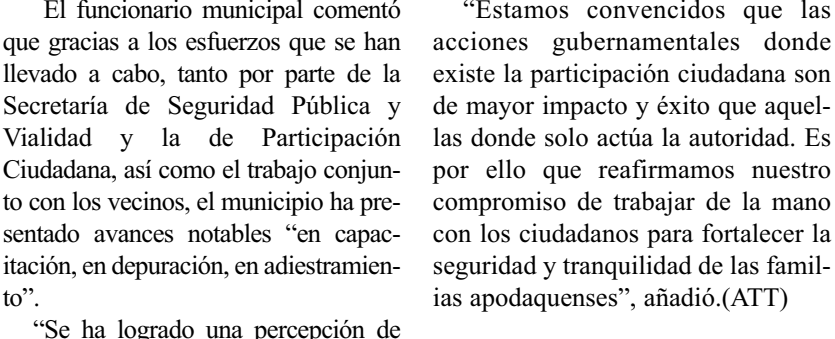 El funcionario municipal comentó
que gracias a los esfuerzos que se han
llevado a cabo, tanto por parte de la
Secretaría de Seguridad Pública y
Vialidad y la de Participación
Ciudadana, así como el trabajo conjun-
to con los vecinos, el municipio ha pre-
sentado avances notables “en capac-
itación, en depuración, en adiestramien-
to”.
“Se ha logrado una percepción de
“Estamos convencidos que las
acciones gubernamentales donde
existe la participación ciudadana son
de mayor impacto y éxito que aquel-
las donde solo actúa la autoridad. Es
por ello que reafirmamos nuestro
compromiso de trabajar de la mano
con los ciudadanos para fortalecer la
seguridad y tranquilidad de las famil-
ias apodaquenses”, añadió.(ATT)